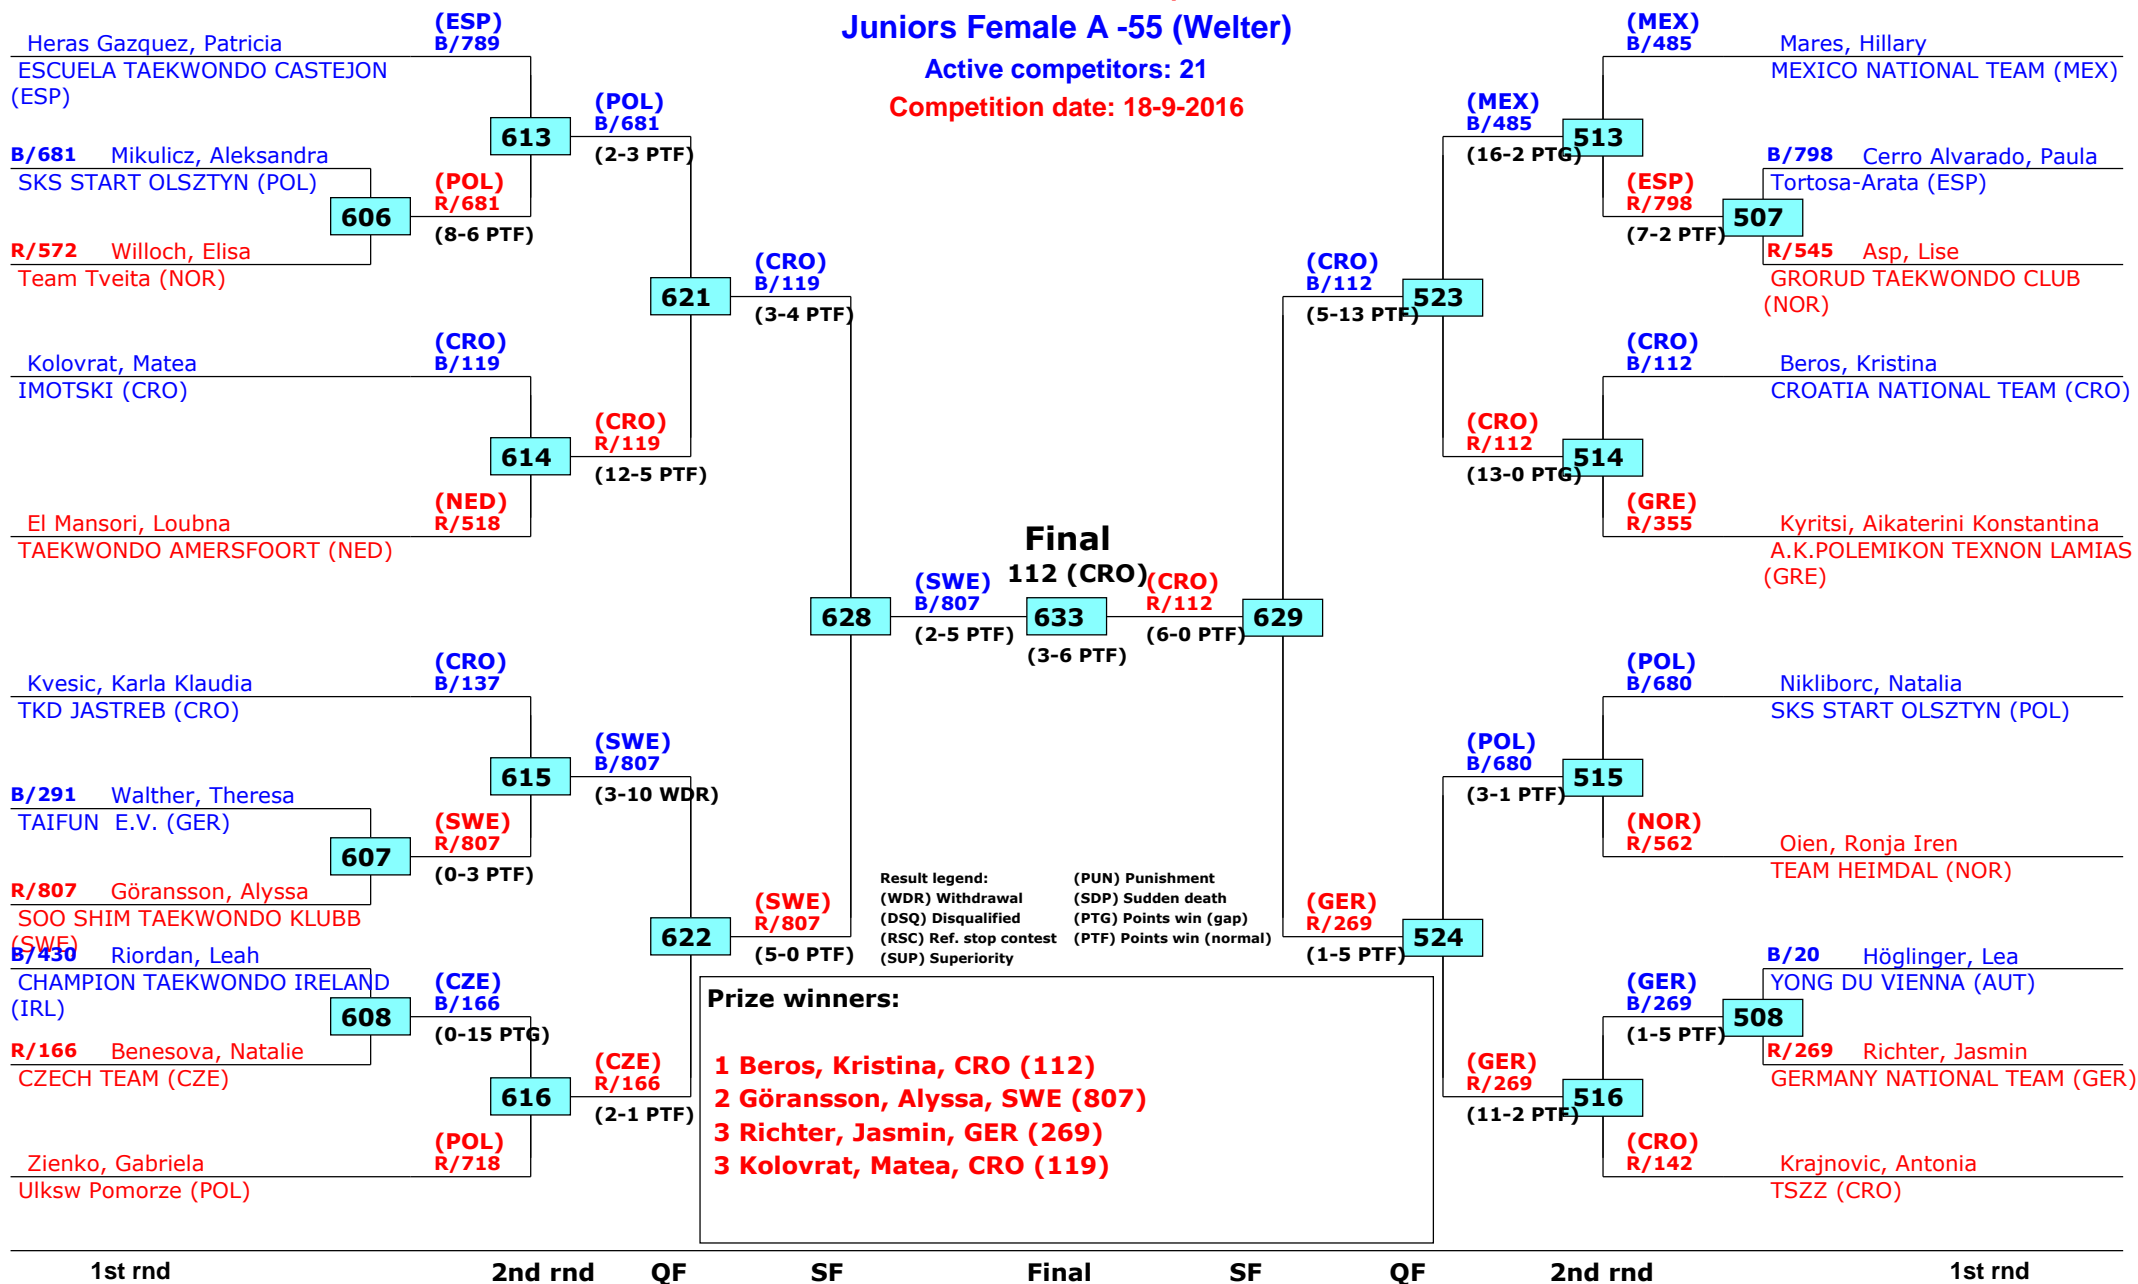 Juniors Female A -55 (Welter)
Active competitors: 21
Competition date: 18-9-2016
Heras Gazquez, Patricia
(ESP)
B/789
ESCUELA TAEKWONDO CASTEJON
(ESP)
613
(POL)
B/681
(2-3 PTF)
B/681 Mikulicz, Aleksandra
SKS START OLSZTYN (POL)
606
(POL)
R/681
(8-6 PTF)
R/572 Willoch, Elisa
Team Tveita (NOR)
621
(CRO)
B/119
(3-4 PTF)
Kolovrat, Matea
(CRO)
B/119
IMOTSKI (CRO)
614
(CRO)
R/119
(12-5 PTF)
El Mansori, Loubna
(NED)
R/518
TAEKWONDO AMERSFOORT (NED)
628
(SWE)
B/807
(2-5 PTF)
Kvesic, Karla Klaudia
(CRO)
B/137
TKD JASTREB (CRO)
615
(SWE)
B/807
(3-10 WDR)
B/291 Walther, Theresa
TAIFUN E.V. (GER)
607
(SWE)
R/807
(0-3 PTF)
R/807 Göransson, Alyssa
SOO SHIM TAEKWONDO KLUBB
(SWE)
622
(SWE)
R/807
(5-0 PTF)
B/430 Riordan, Leah
CHAMPION TAEKWONDO IRELAND
(IRL)
608
(CZE)
B/166
(0-15 PTG)
R/166 Benesova, Natalie
CZECH TEAM (CZE)
616
(CZE)
R/166
(2-1 PTF)
Zienko, Gabriela
(POL)
R/718
Ulksw Pomorze (POL)
Final
112 (CRO)
633
(3-6 PTF)
(CRO)
R/112
(6-0 PTF)
629
(MEX)
B/485
Mares, Hillary
MEXICO NATIONAL TEAM (MEX)
(MEX)
B/485
(16-2 PTG)
513
B/798 Cerro Alvarado, Paula
Tortosa-Arata (ESP)
(ESP)
R/798
(7-2 PTF)
507
R/545 Asp, Lise
GRORUD TAEKWONDO CLUB
(NOR)
(CRO)
B/112
(5-13 PTF)
523
(CRO)
B/112
Beros, Kristina
CROATIA NATIONAL TEAM (CRO)
(CRO)
R/112
(13-0 PTG)
514
(GRE)
R/355
Kyritsi, Aikaterini Konstantina
A.K.POLEMIKON TEXNON LAMIAS
(GRE)
(POL)
B/680
Nikliborc, Natalia
SKS START OLSZTYN (POL)
(POL)
B/680
(3-1 PTF)
515
(NOR)
R/562
Oien, Ronja Iren
TEAM HEIMDAL (NOR)
(GER)
R/269
(1-5 PTF)
524
B/20 Höglinger, Lea
YONG DU VIENNA (AUT)
(GER)
B/269
(1-5 PTF)
508
R/269 Richter, Jasmin
GERMANY NATIONAL TEAM (GER)
(GER)
R/269
(11-2 PTF)
516
(CRO)
R/142
Krajnovic, Antonia
TSZZ (CRO)
Result legend:
(WDR) Withdrawal
(DSQ) Disqualified
(RSC) Ref. stop contest
(SUP) Superiority
(PUN) Punishment
(SDP) Sudden death
(PTG) Points win (gap)
(PTF) Points win (normal)
Prize winners:
1 Beros, Kristina, CRO (112)
2 Göransson, Alyssa, SWE (807)
3 Richter, Jasmin, GER (269)
3 Kolovrat, Matea, CRO (119)
1st rnd 2nd rnd QF SF Final SF QF 2nd rnd 1st rnd